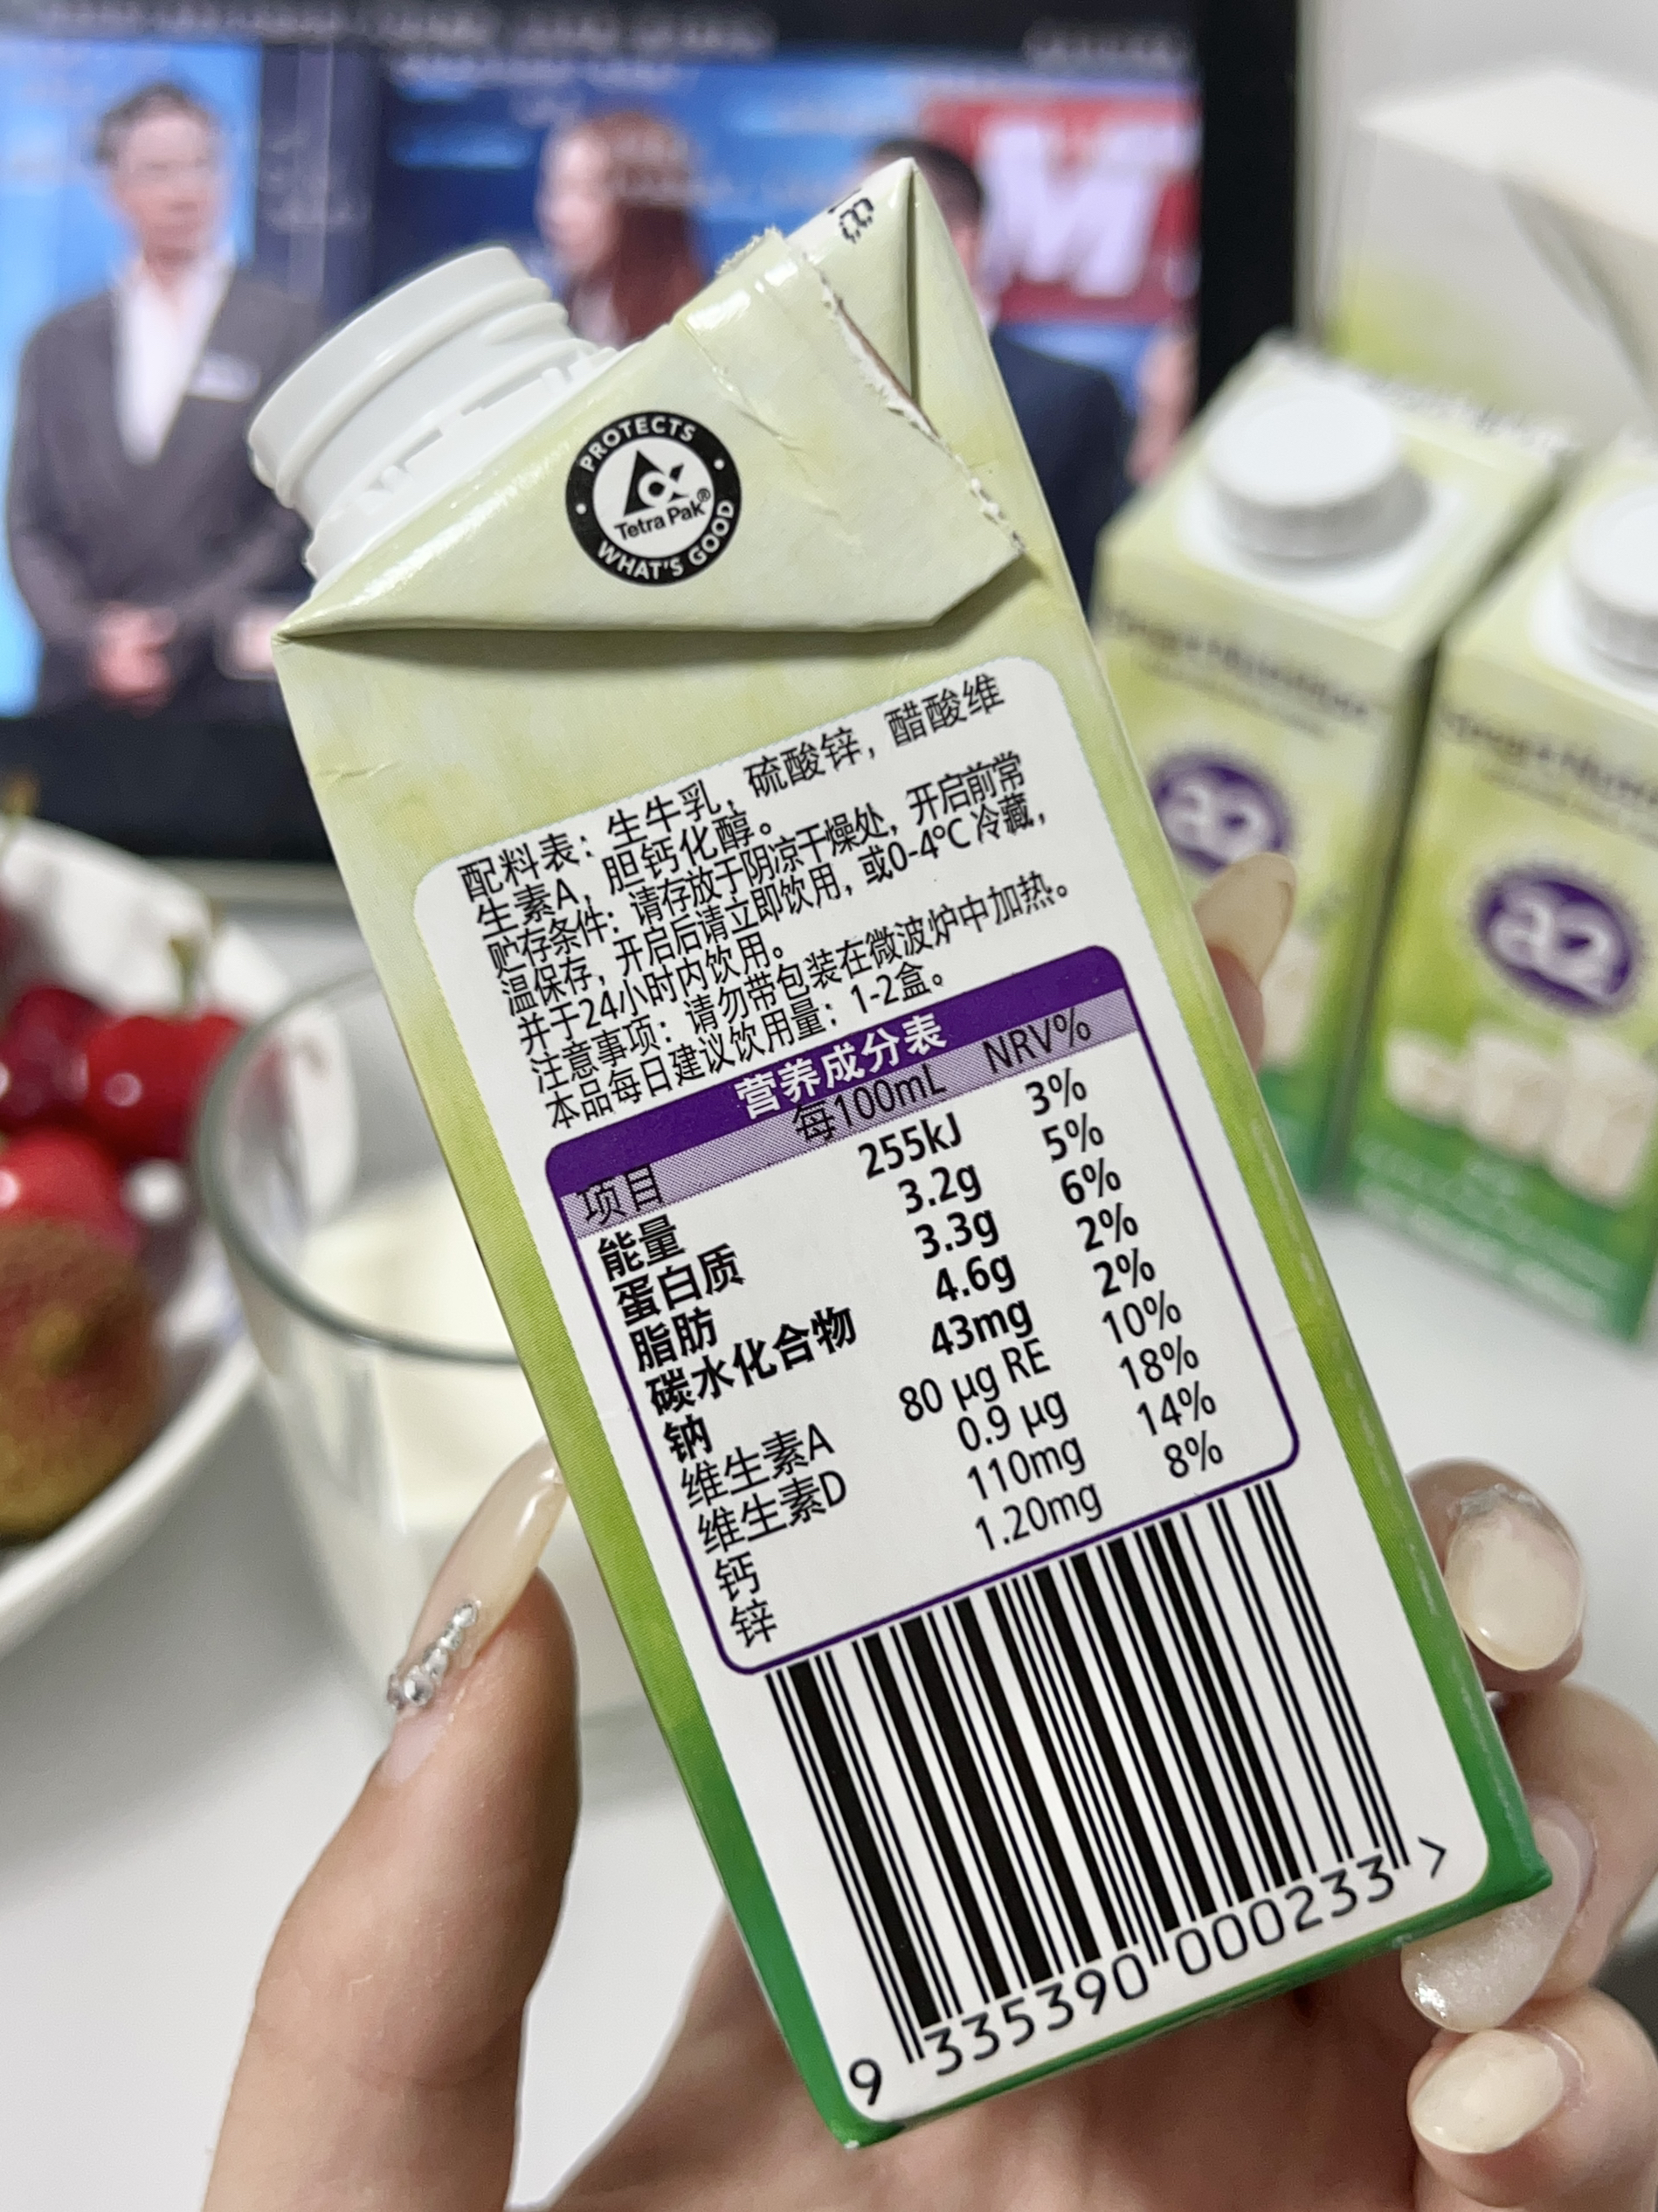 PROTECTS
Tetra Pak®
WHAT'S GOOD
配料表：生牛乳，硫酸锌，醋酸维
生素A，胆钙化醇。
贮存条件：请存放于阴凉干燥处，开启前常
温保存，开启后请立即饮用，或0-4℃冷藏，
并于24小时内饮用。
注意事项：请勿带包装在微波炉中加热。
本品每日建议饮用量：1-2盒。
营养成分表
项目 每100mL NRV%
能量 255kJ 3%
蛋白质 3.2g 5%
脂肪 3.3g 6%
碳水化合物 4.6g 2%
钠 43mg 2%
维生素A 80 μg RE 10%
维生素D 0.9 μg 18%
钙 110mg 14%
锌 1.20mg 8%
9 335390 000233 >
a2
a2